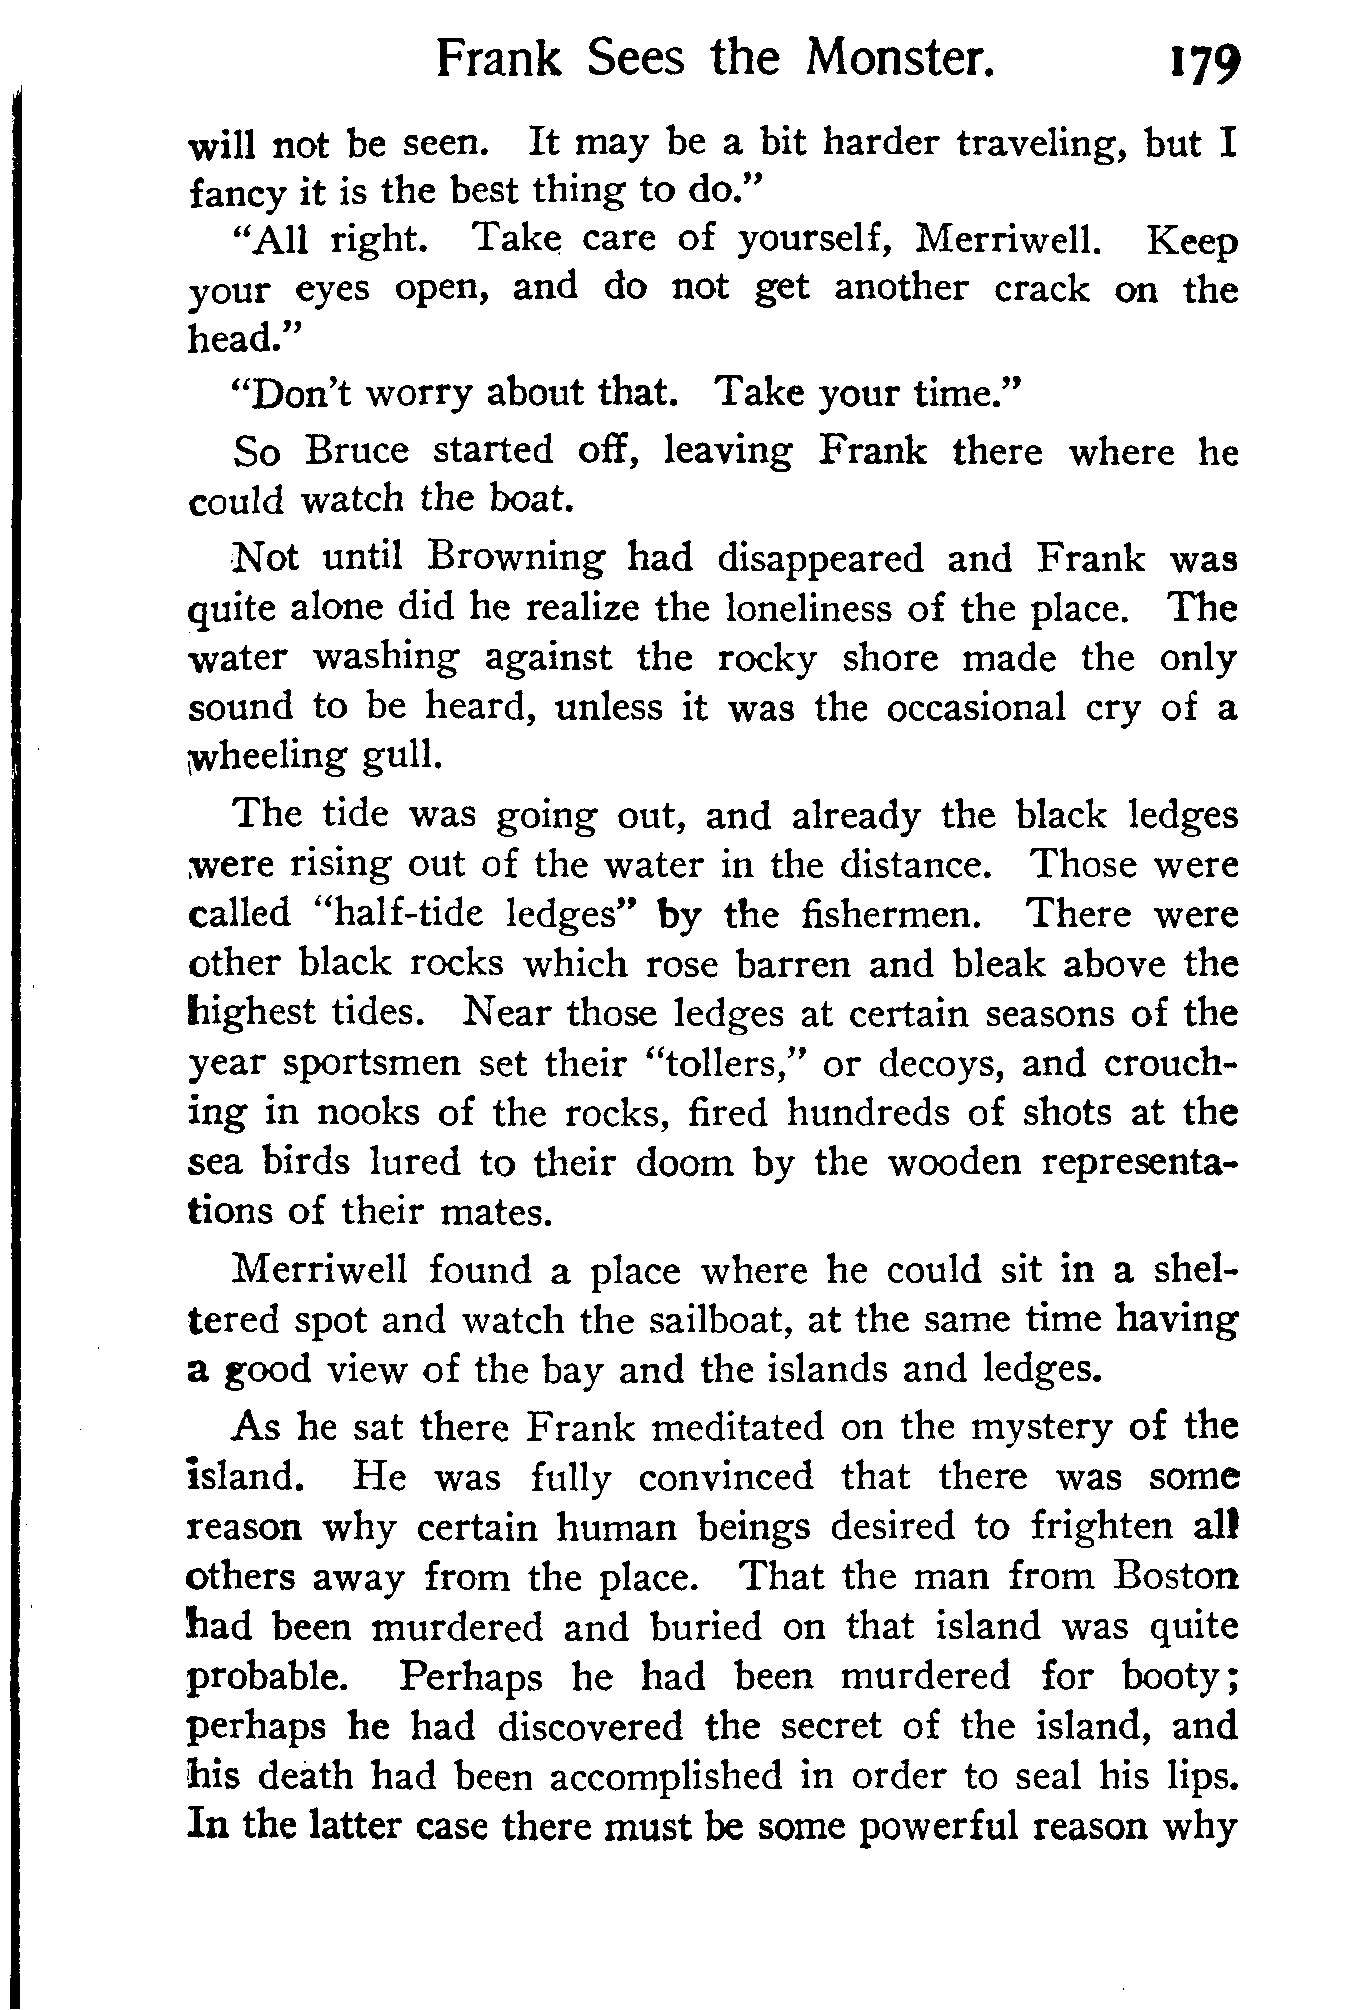 Frank Sees the Monster. 179
will not be seen. It may be a bit harder traveling, but I
fancy it is the best thing to do.”
“All right. Take care of yourself, Merriwell. Keep
your eyes open, and do not get another crack on the
head.”
“Don’t worry about that. Take your time.”
So Bruce started off, leaving Frank there where he
could watch the boat.
Not until Browning had disappeared and Frank was
quite alone did he realize the loneliness of the place. The
water washing against the rocky shore made the only
sound to be heard, unless it was the occasional cry of a
wheeling gull.
The tide was going out, and already the black ledges
were rising out of the water in the distance. Those were
called “half-tide ledges” by the fishermen. There were
other black rocks which rose barren and bleak above the
highest tides. Near those ledges at certain seasons of the
year sportsmen set their “tollers,” or decoys, and crouch-
ing in nooks of the rocks, fired hundreds of shots at the
sea birds lured to their doom by the wooden representa-
tions of their mates.
Merriwell found a place where he could sit in a shel-
tered spot and watch the sailboat, at the same time having
a good view of the bay and the islands and ledges.
As he sat there Frank meditated on the mystery of the
island. He was fully convinced that there was some
reason why certain human beings desired to frighten all
others away from the place. That the man from Boston
had been murdered and buried on that island was quite
probable. Perhaps he had been murdered for booty;
perhaps he had discovered the secret of the island, and
his death had been accomplished in order to seal his lips.
In the latter case there must be some powerful reason why